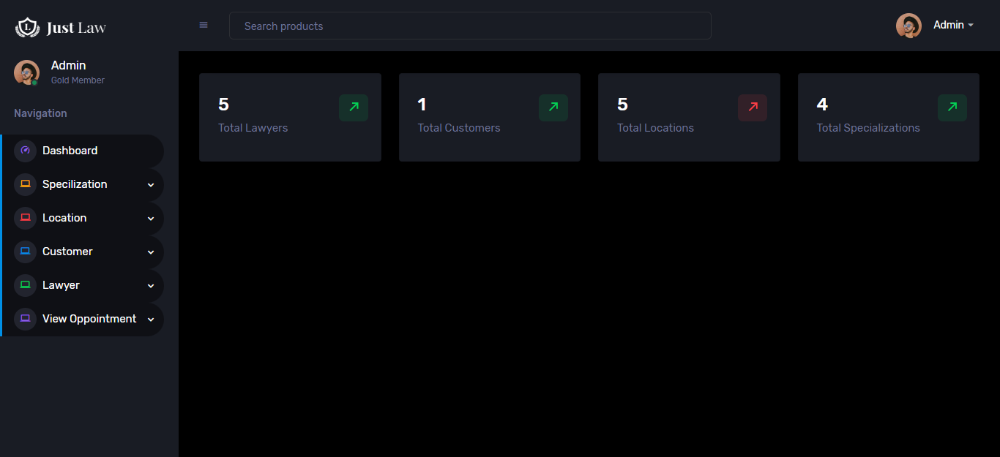 Just Law
Search products
Admin
Admin
Gold Member
Navigation
Dashboard
Specilization
Location
Customer
Lawyer
View Oppointment
5
Total Lawyers
1
Total Customers
5
Total Locations
4
Total Specializations